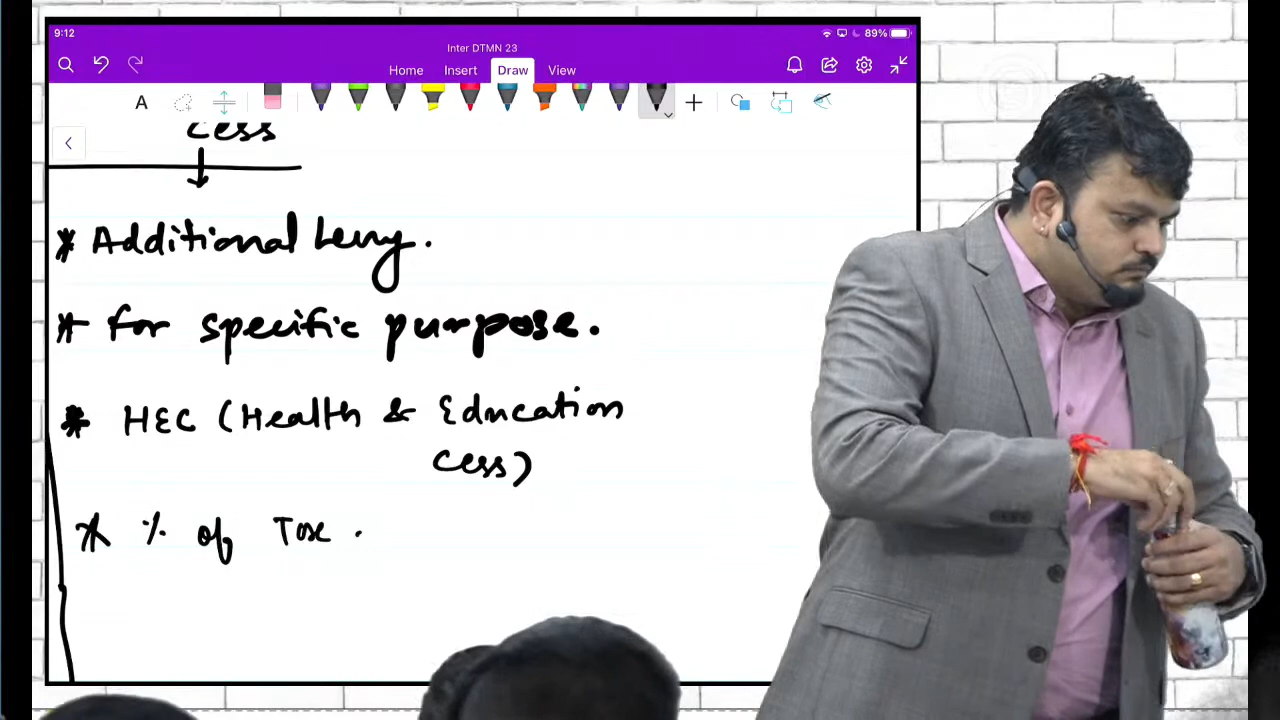 9:12
89%
Inter DTMN 23
Home Insert Draw View
A
Cess
* Additional Levy.
* For specific purpose.
* HEC (Health & Education
Cess)
* % of Tax.